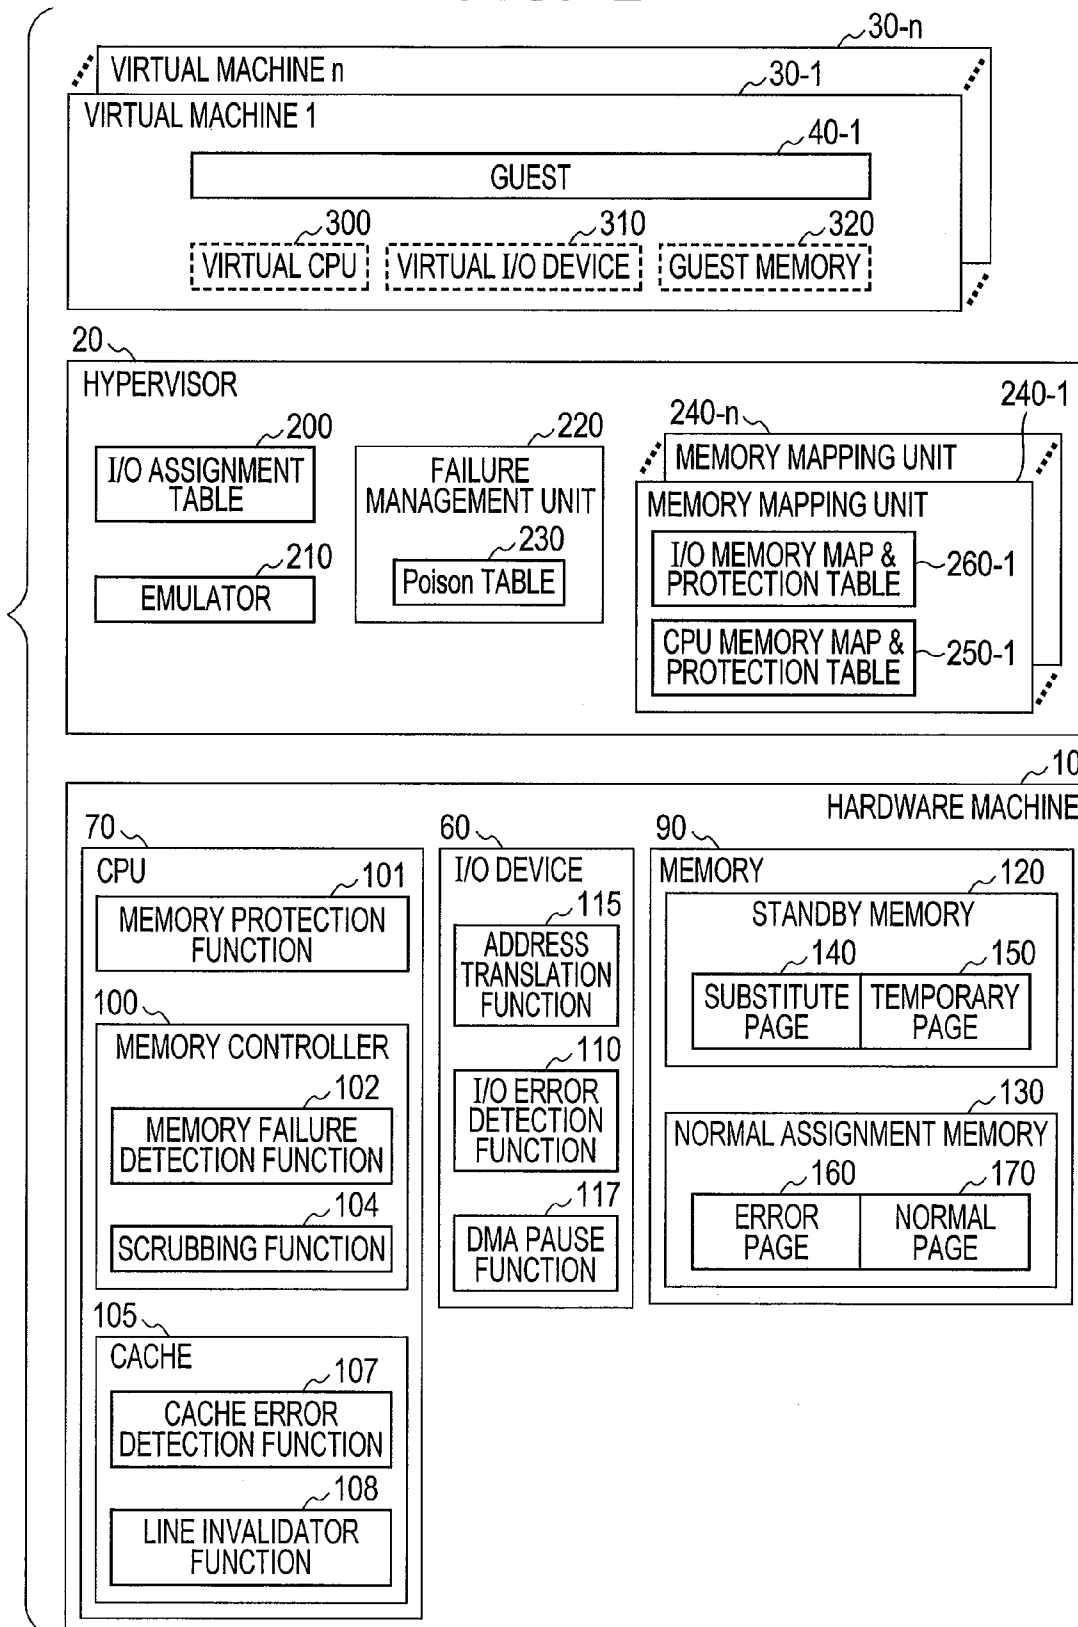 30-n
VIRTUAL MACHINE n
30-1
VIRTUAL MACHINE 1
40-1
GUEST
300
310
320
VIRTUAL CPU
VIRTUAL I/O DEVICE
GUEST MEMORY
20
HYPERVISOR
200
I/O ASSIGNMENT
TABLE
210
EMULATOR
220
FAILURE
MANAGEMENT UNIT
230
Poison TABLE
240-1
240-n
MEMORY MAPPING UNIT
MEMORY MAPPING UNIT
I/O MEMORY MAP &
PROTECTION TABLE
260-1
CPU MEMORY MAP &
PROTECTION TABLE
250-1
10
HARDWARE MACHINE
70
CPU
101
MEMORY PROTECTION
FUNCTION
100
MEMORY CONTROLLER
102
MEMORY FAILURE
DETECTION FUNCTION
104
SCRUBBING FUNCTION
105
CACHE
107
CACHE ERROR
DETECTION FUNCTION
108
LINE INVALIDATOR
FUNCTION
60
I/O DEVICE
115
ADDRESS
TRANSLATION
FUNCTION
110
I/O ERROR
DETECTION
FUNCTION
117
DMA PAUSE
FUNCTION
90
MEMORY
120
STANDBY MEMORY
140
150
SUBSTITUTE
PAGE
TEMPORARY
PAGE
130
NORMAL ASSIGNMENT MEMORY
160
170
ERROR
PAGE
NORMAL
PAGE